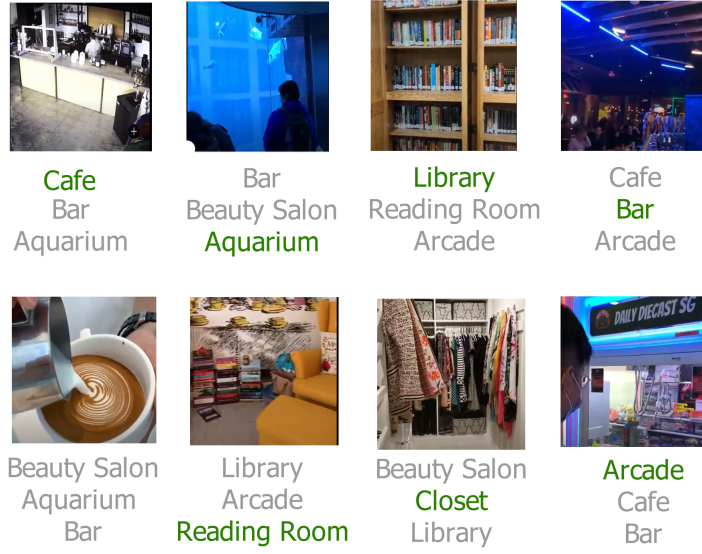 Cafe
Bar
Aquarium
Bar
Beauty Salon
Aquarium
Library
Reading Room
Arcade
Cafe
Bar
Arcade
DAILY DIECAST SG
Beauty Salon
Aquarium
Bar
Library
Arcade
Reading Room
Beauty Salon
Closet
Library
Arcade
Cafe
Bar